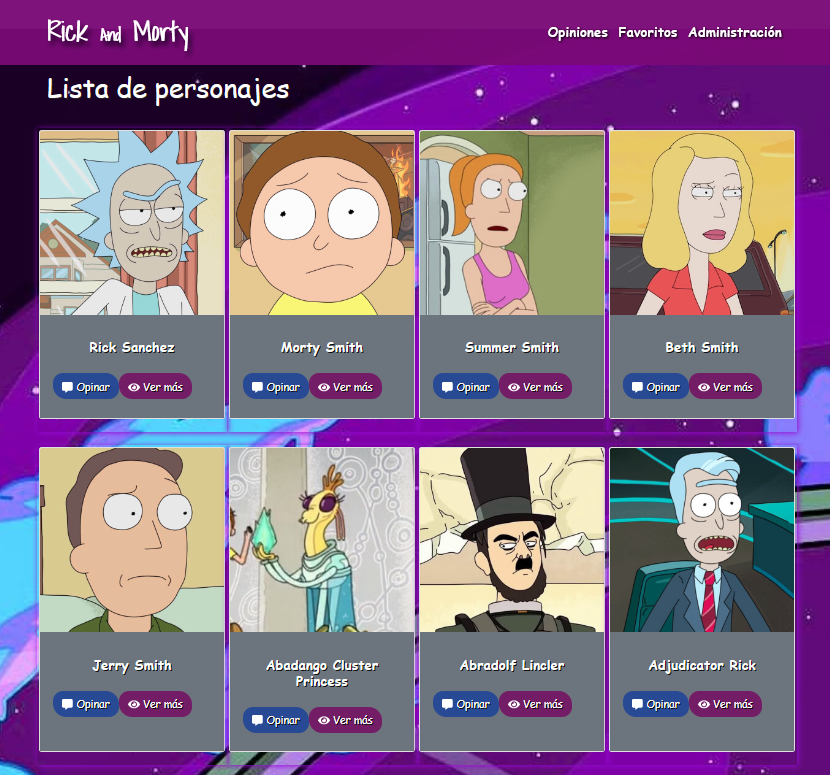 Rick And Morty
Opiniones Favoritos Administración
Lista de personajes
Rick Sanchez
Opinar Ver más
Morty Smith
Opinar Ver más
Summer Smith
Opinar Ver más
Beth Smith
Opinar Ver más
Jerry Smith
Opinar Ver más
Abadango Cluster
Princess
Opinar Ver más
Abradolf Lincler
Opinar Ver más
Adjudicator Rick
Opinar Ver más